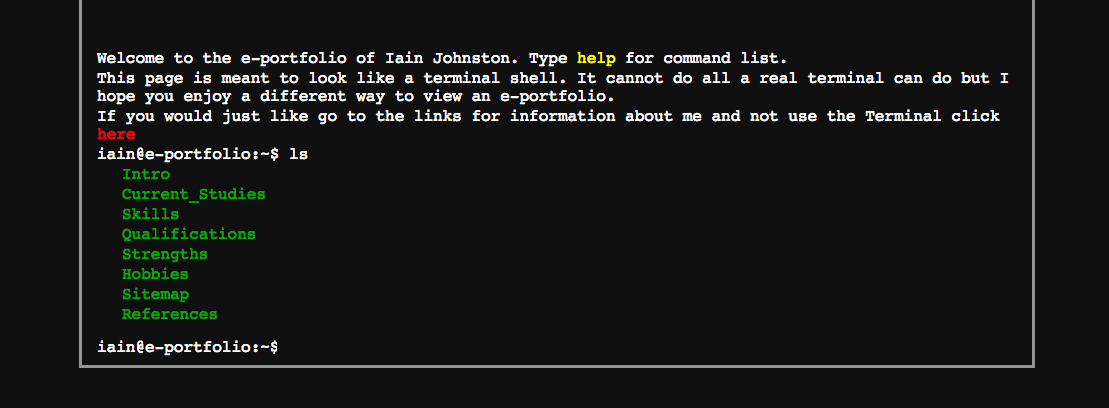 Welcome to the e-portfolio of Iain Johnston. Type help for command list.
This page is meant to look like a terminal shell. It cannot do all a real terminal can do but I
hope you enjoy a different way to view an e-portfolio.
If you would just like go to the links for information about me and not use the Terminal click
here
iain@e-portfolio:~$ ls
Intro
Current_Studies
Skills
Qualifications
Strengths
Hobbies
Sitemap
References
iain@e-portfolio:~$